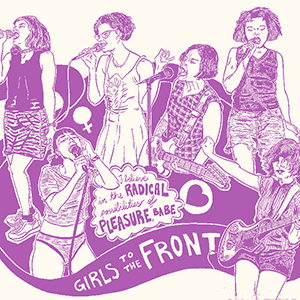 I believe
in the RADICAL
possibilities of
PLEASURE, BABE
GIRLS TO THE FRONT